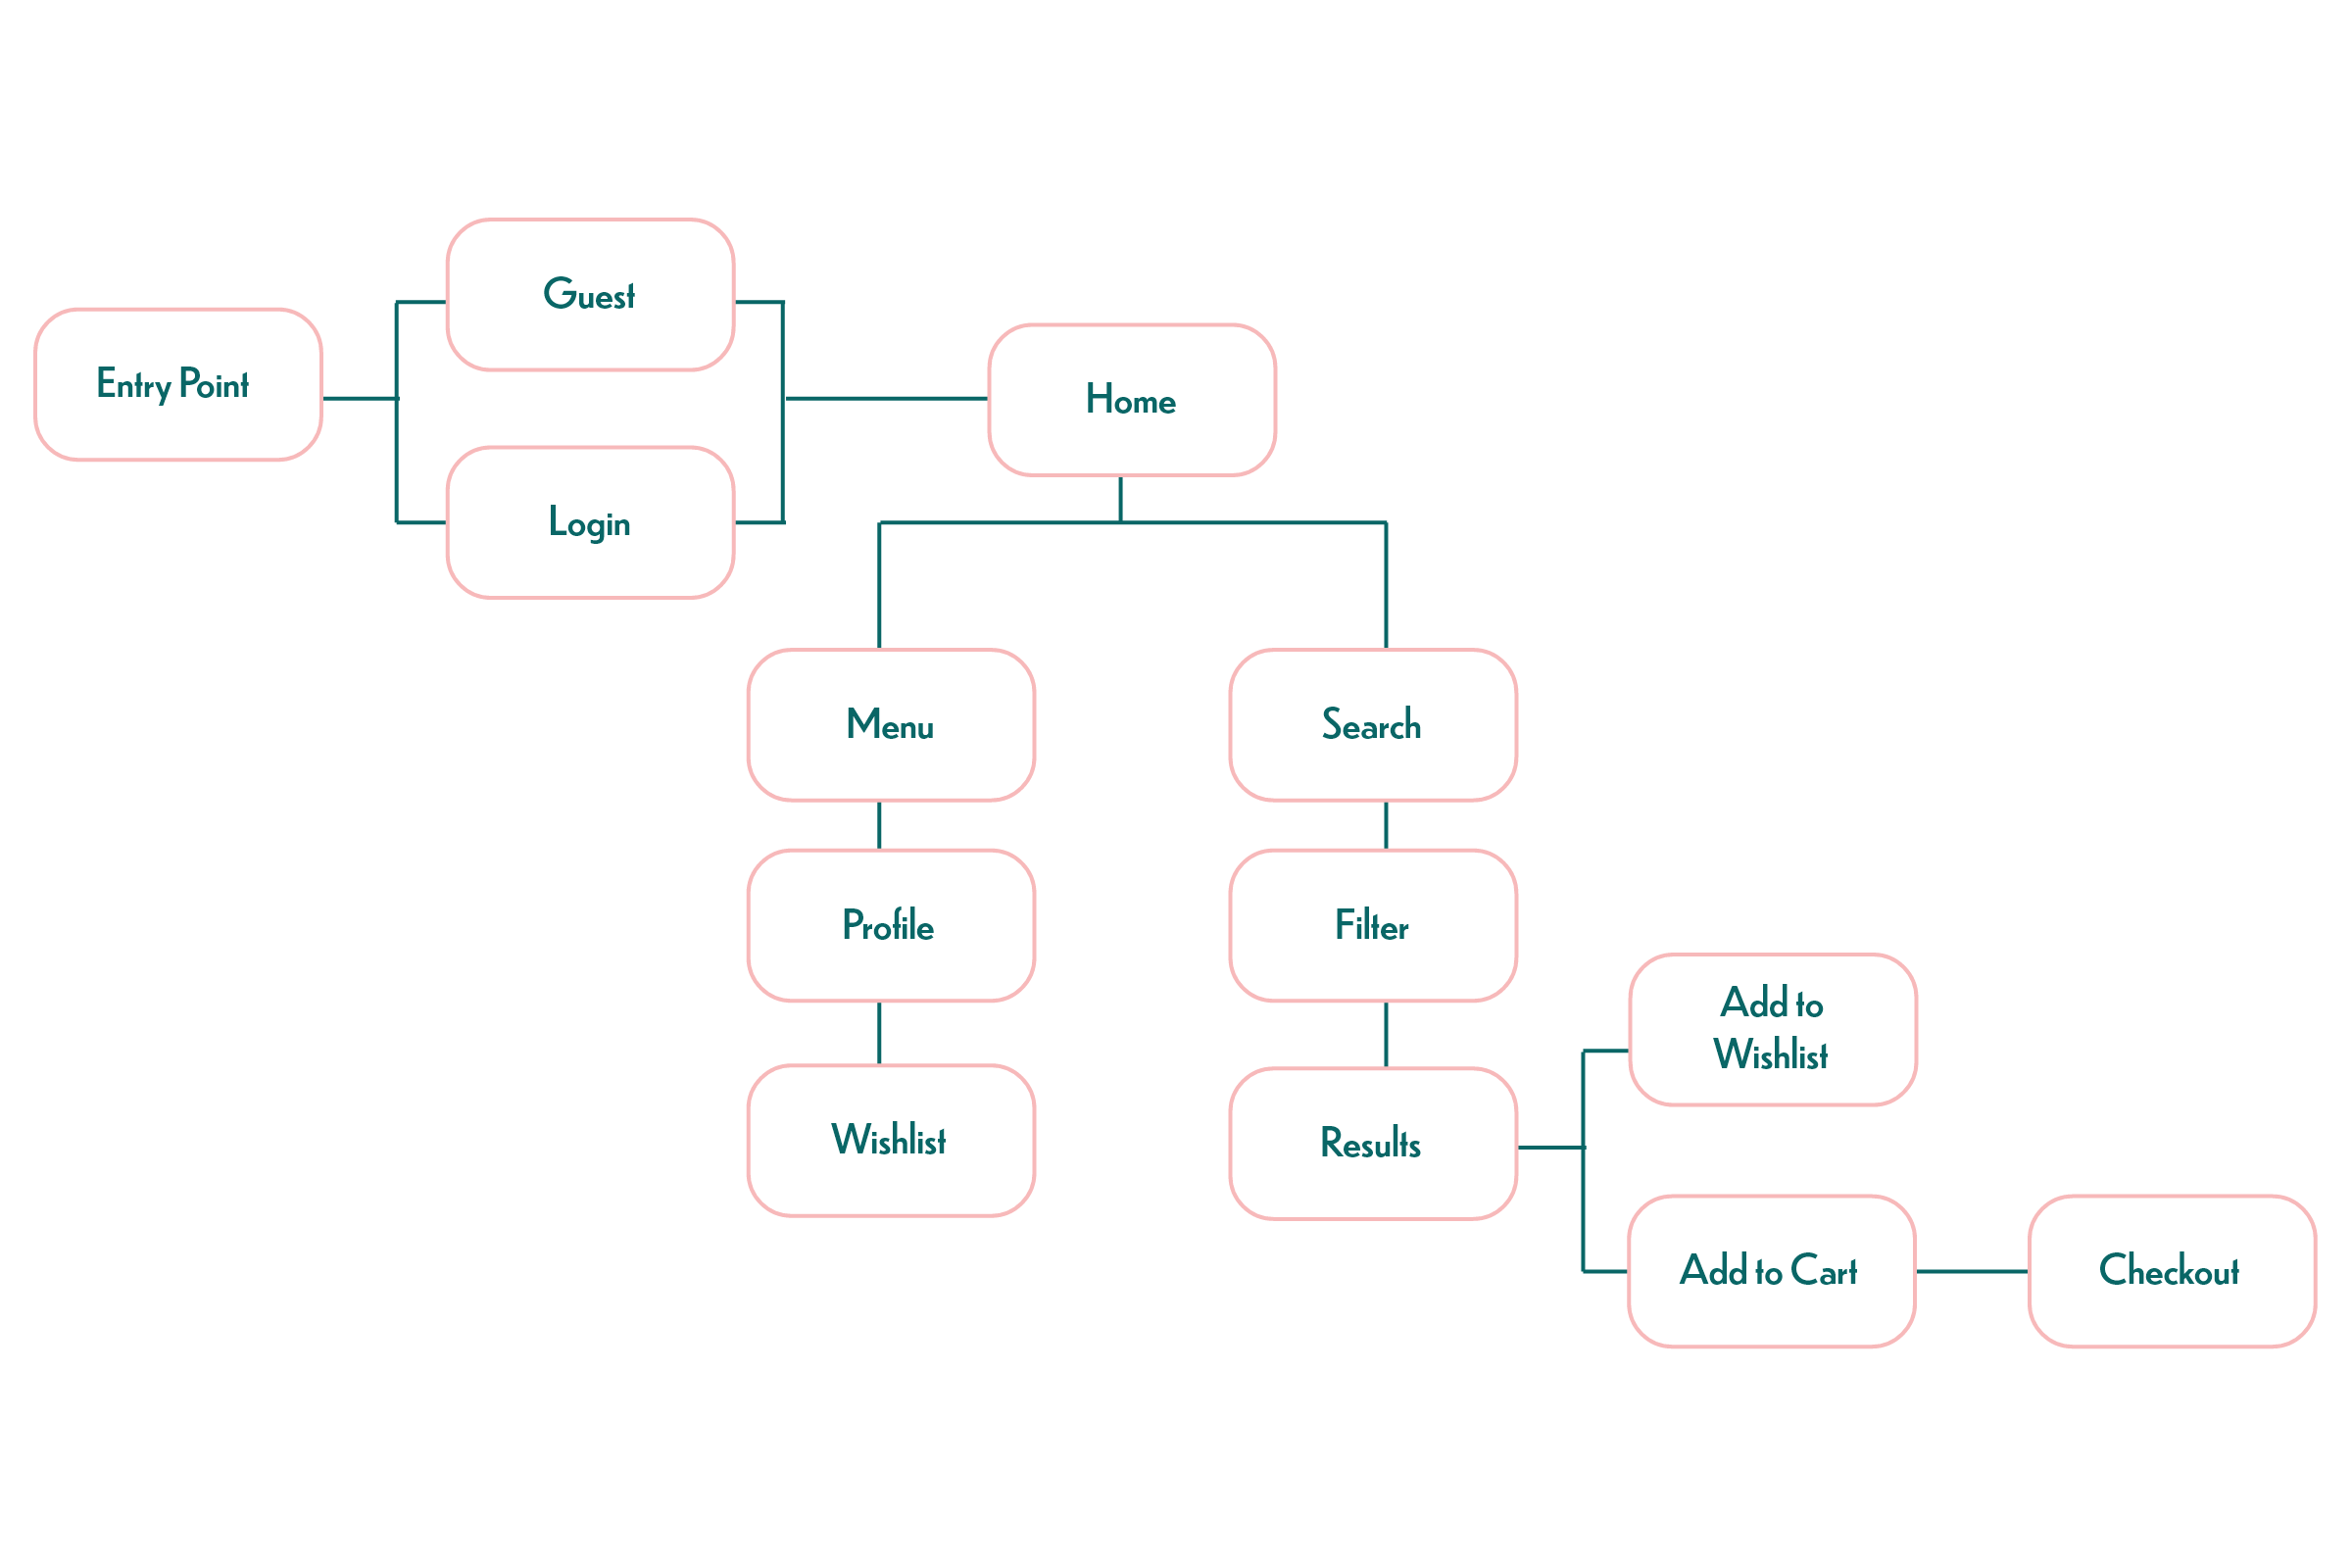 Entry Point
Guest
Login
Home
Menu
Profile
Wishlist
Search
Filter
Results
Add to
Wishlist
Add to Cart
Checkout